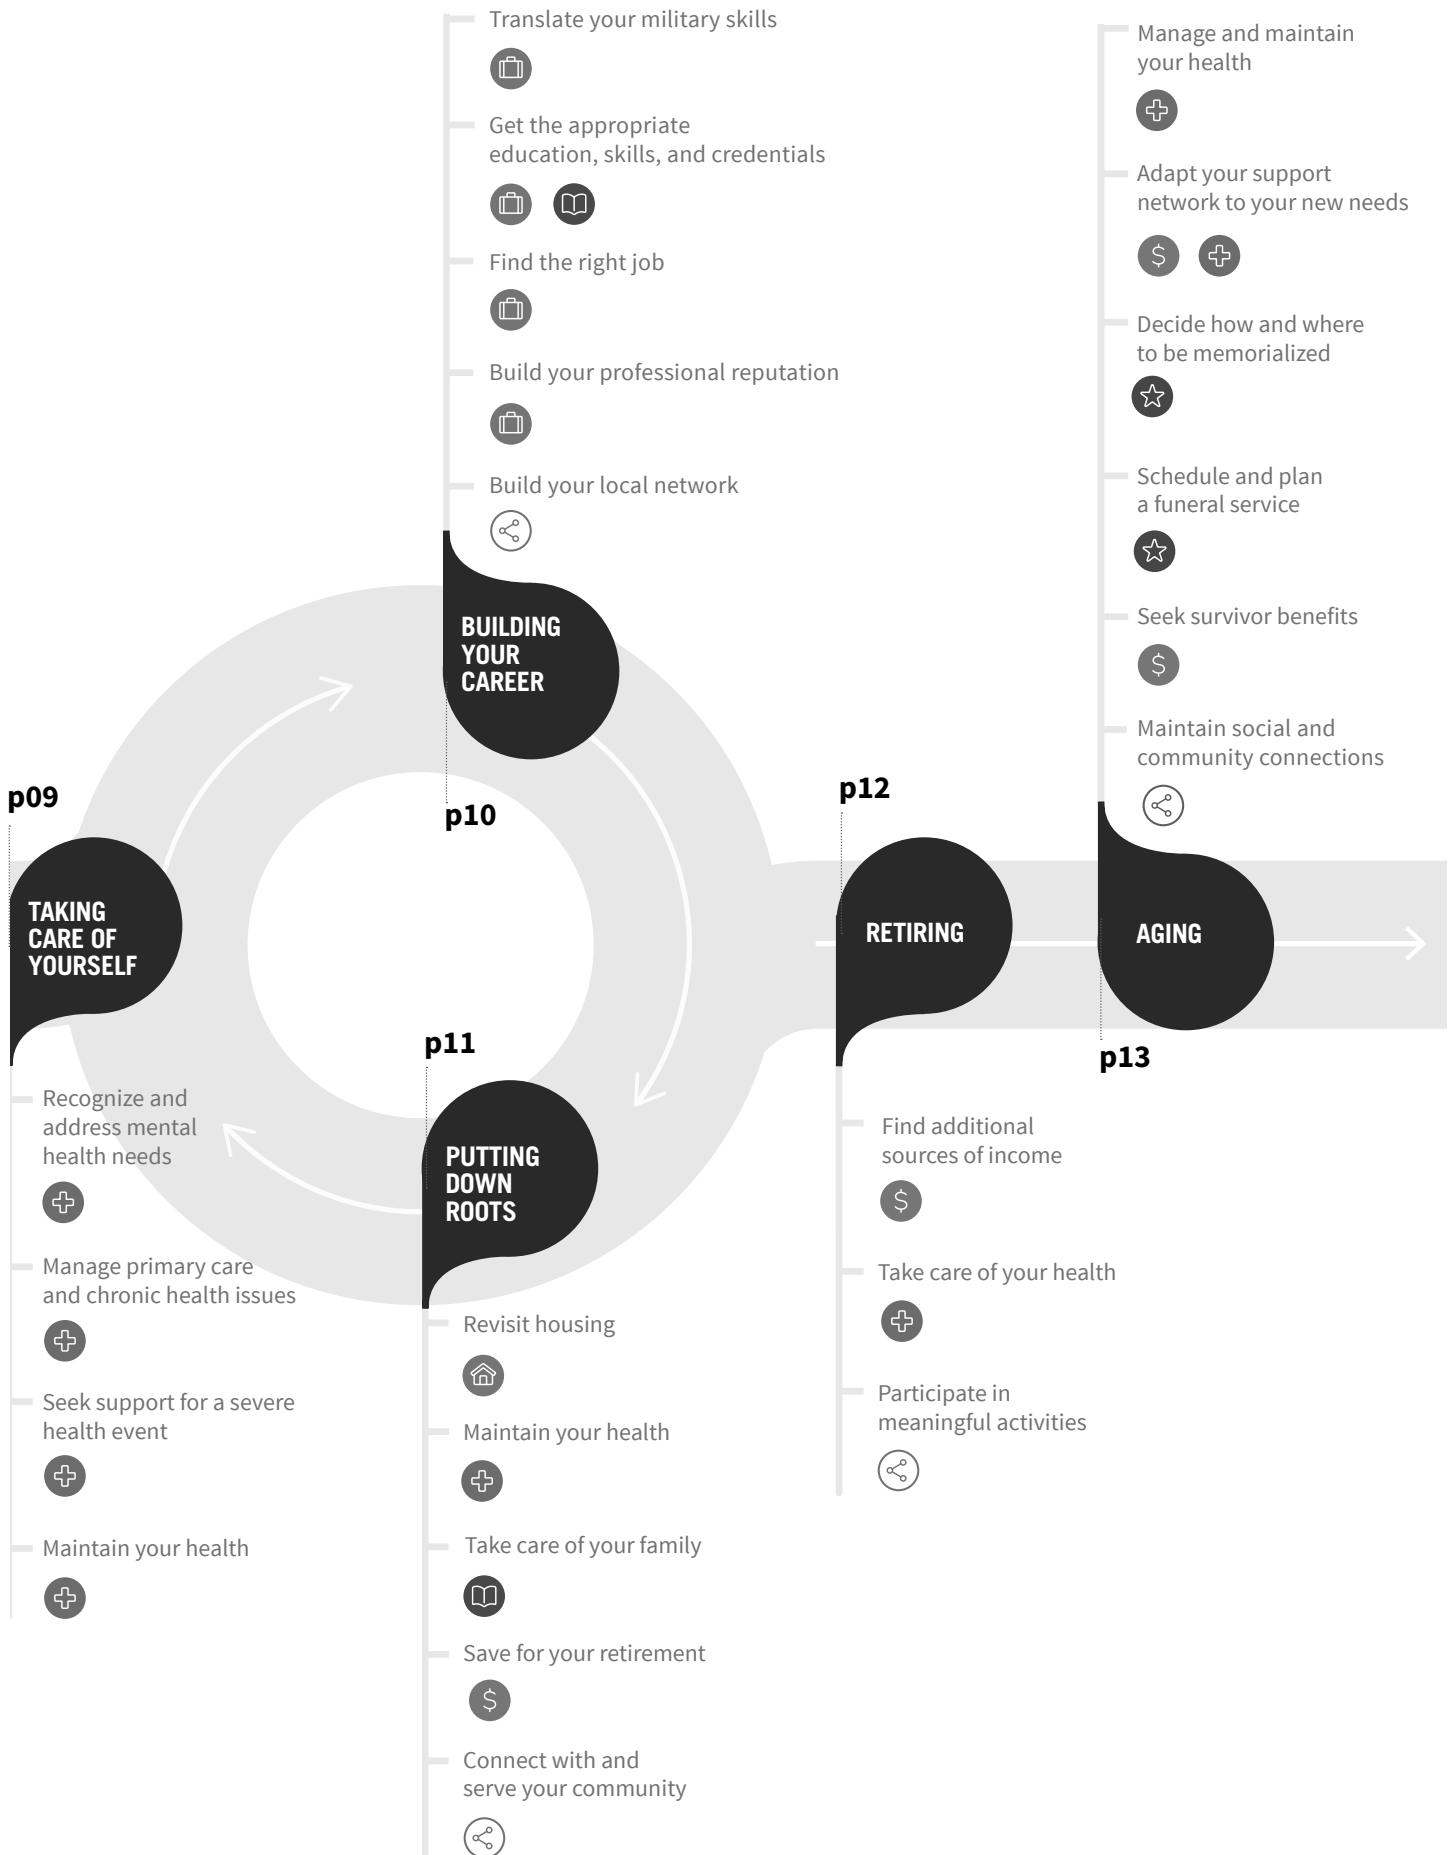 Translate your military skills
Get the appropriate
education, skills, and credentials
Find the right job
Build your professional reputation
Build your local network
BUILDING
YOUR
CAREER
p10
Manage and maintain
your health
Adapt your support
network to your new needs
$
Decide how and where
to be memorialized
Schedule and plan
a funeral service
Seek survivor benefits
$
Maintain social and
community connections
AGING
p13
p09
TAKING
CARE OF
YOURSELF
Recognize and
address mental
health needs
Manage primary care
and chronic health issues
Seek support for a severe
health event
Maintain your health
p11
PUTTING
DOWN
ROOTS
Revisit housing
Maintain your health
Take care of your family
Save for your retirement
$
Connect with and
serve your community
p12
RETIRING
Find additional
sources of income
$
Take care of your health
Participate in
meaningful activities